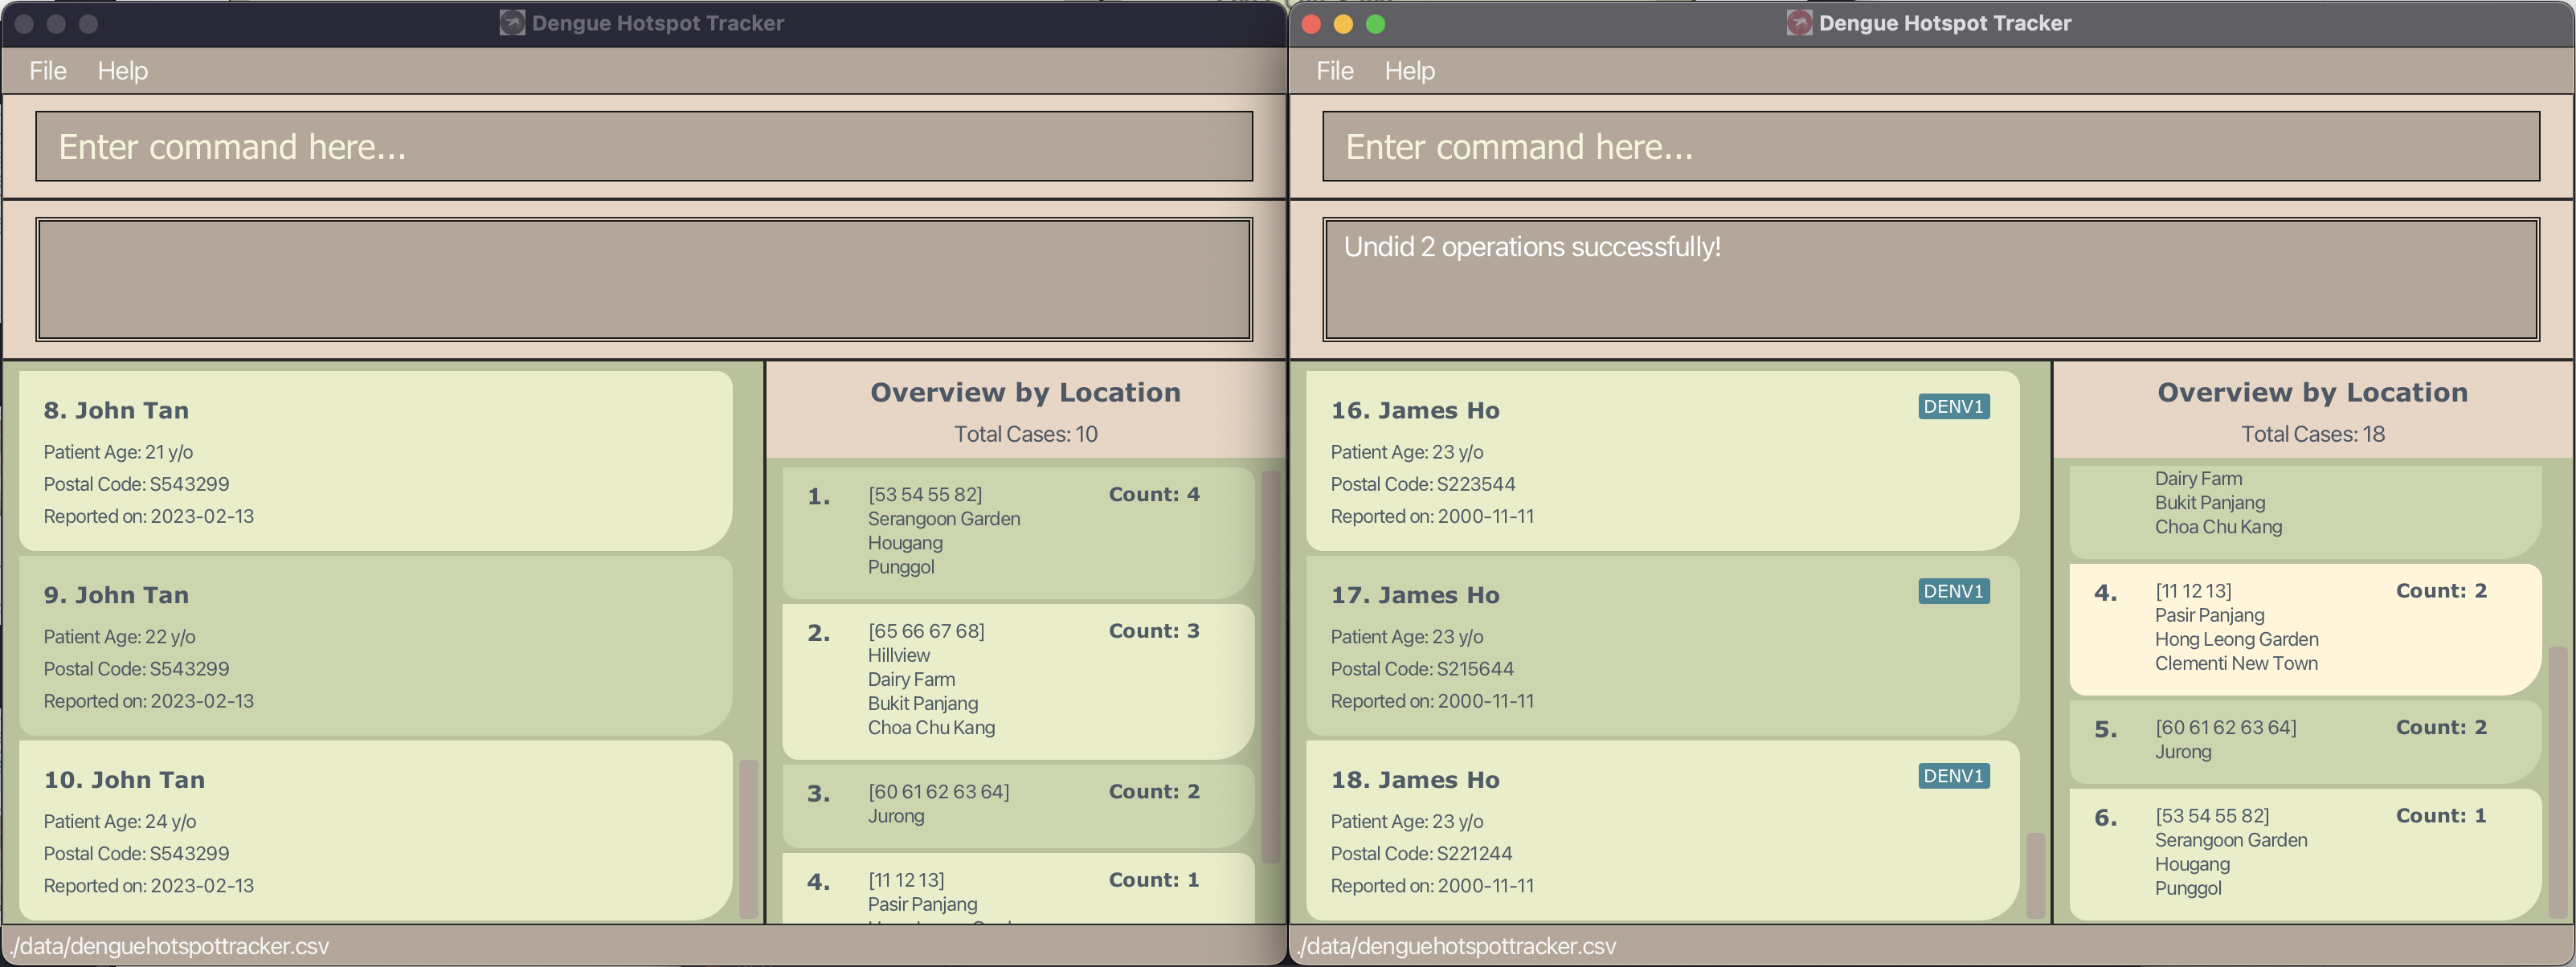 Dengue Hotspot Tracker
File Help
Enter command here...
8. John Tan
Patient Age: 21 y/o
Postal Code: S543299
Reported on: 2023-02-13
9. John Tan
Patient Age: 22 y/o
Postal Code: S543299
Reported on: 2023-02-13
10. John Tan
Patient Age: 24 y/o
Postal Code: S543299
Reported on: 2023-02-13
Overview by Location
Total Cases: 10
1. [53 54 55 82] Count: 4
Serangoon Garden
Hougang
Punggol
2. [65 66 67 68] Count: 3
Hillview
Dairy Farm
Bukit Panjang
Choa Chu Kang
3. [60 61 62 63 64] Count: 2
Jurong
4. [11 12 13] Count: 1
Pasir Panjang
./data/denguehotspottracker.csv
Dengue Hotspot Tracker
File Help
Enter command here...
Undid 2 operations successfully!
16. James Ho DENV1
Patient Age: 23 y/o
Postal Code: S223544
Reported on: 2000-11-11
17. James Ho DENV1
Patient Age: 23 y/o
Postal Code: S215644
Reported on: 2000-11-11
18. James Ho DENV1
Patient Age: 23 y/o
Postal Code: S221244
Reported on: 2000-11-11
Overview by Location
Total Cases: 18
Dairy Farm
Bukit Panjang
Choa Chu Kang
4. [11 12 13] Count: 2
Pasir Panjang
Hong Leong Garden
Clementi New Town
5. [60 61 62 63 64] Count: 2
Jurong
6. [53 54 55 82] Count: 1
Serangoon Garden
Hougang
Punggol
./data/denguehotspottracker.csv